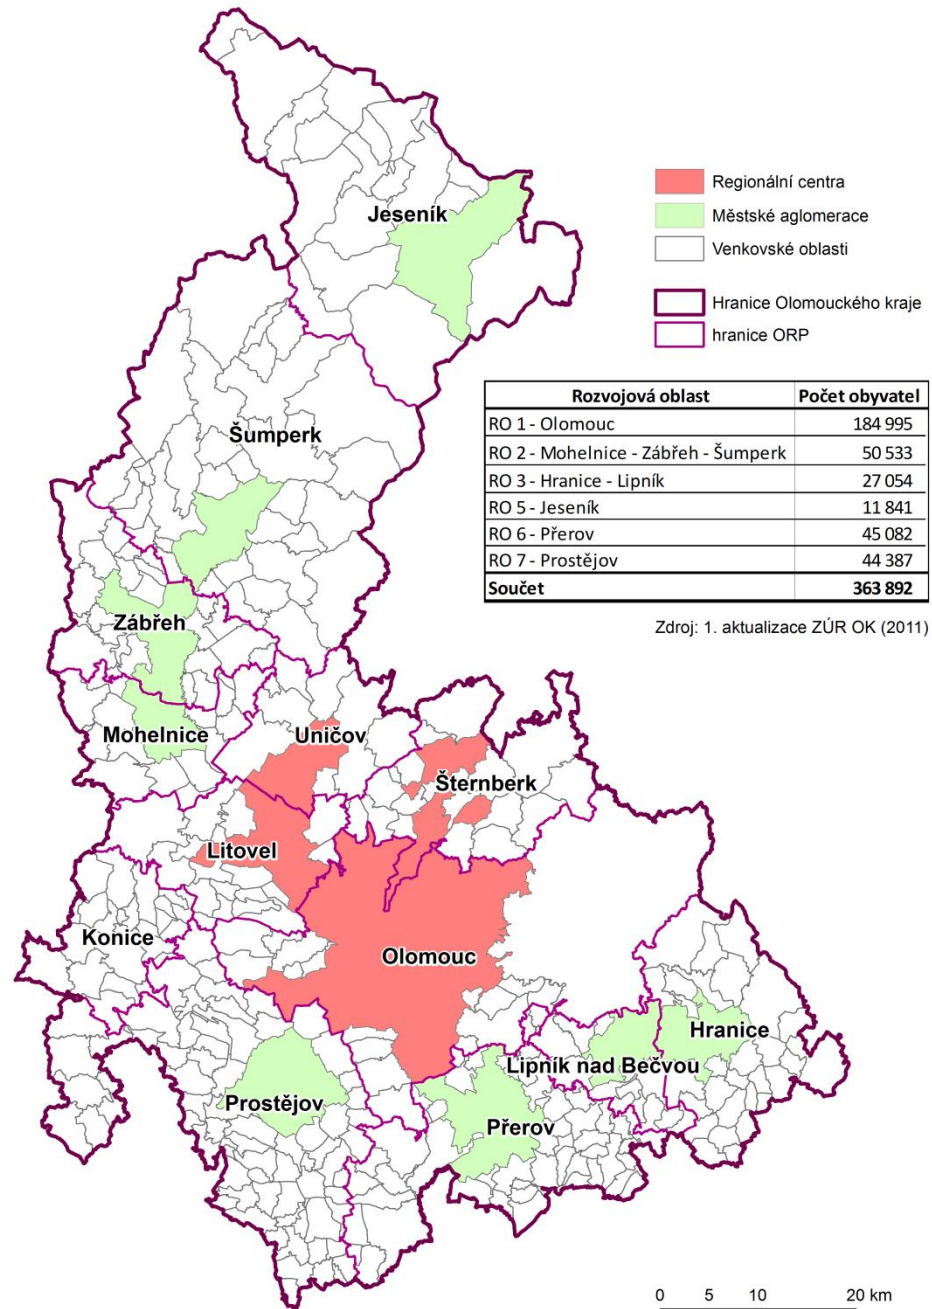 Jeseník
Regionální centra
Městské aglomerace
Venkovské oblasti
Hranice Olomouckého kraje
hranice ORP
Rozvojová oblast Počet obyvatel
RO 1 - Olomouc 184 995
RO 2 - Mohelnice - Zábřeh - Šumperk 50 533
RO 3 - Hranice - Lipník 27 054
RO 5 - Jeseník 11 841
RO 6 - Přerov 45 082
RO 7 - Prostějov 44 387
Součet 363 892
Zdroj: 1. aktualizace ZÚR OK (2011)
Šumperk
Zábřeh
Mohelnice
Uničov
Šternberk
Litovel
Konice
Olomouc
Hranice
Lipník nad Bečvou
Prostějov
Přerov
0 5 10 20 km